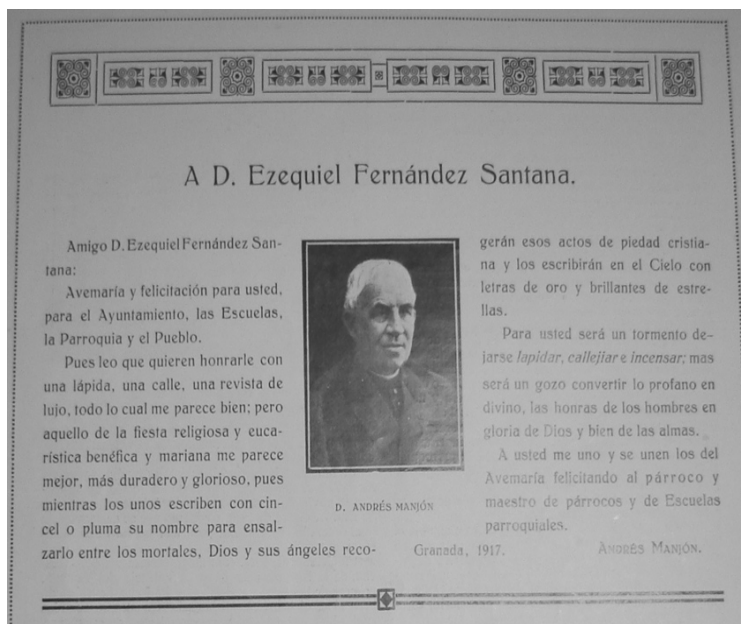 A D. Ezequiel Fernández Santana.
Amigo D. Ezequiel Fernández San-
tana:
Avemaría y felicitación para usted,
para el Ayuntamiento, las Escuelas,
la Parroquia y el Pueblo.
Pues leo que quieren honrarle con
una lápida, una calle, una revista de
lujo, todo lo cual me parece bien; pero
aquello de la fiesta religiosa y euca-
rística benéfica y mariana me parece
mejor, más duradero y glorioso, pues
mientras los unos escriben con cin-
cel o pluma su nombre para ensal-
zarlo entre los mortales, Dios y sus ángeles reco-
D. ANDRÉS MANJÓN
gerán esos actos de piedad cristia-
na y los escribirán en el Cielo con
letras de oro y brillantes de estre-
llas.
Para usted será un tormento de-
jarse lapidar, callejiar e incensar; mas
será un gozo convertir lo profano en
divino, las honras de los hombres en
gloria de Dios y bien de las almas.
A usted me uno y se unen los del
Avemaría felicitando al párroco y
maestro de párrocos y de Escuelas
parroquiales.
Granada, 1917. ANDRÉS MANJÓN.